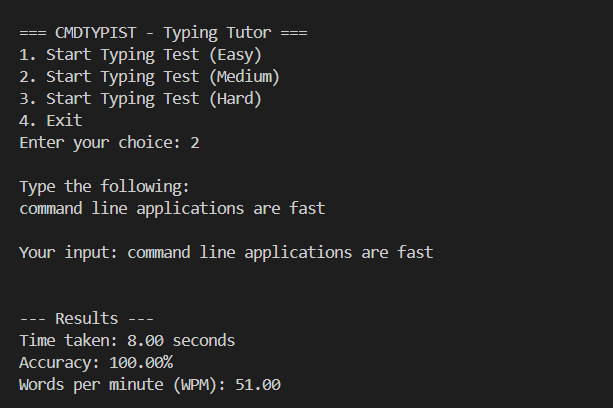 === CMDTYPIST - Typing Tutor ===
1. Start Typing Test (Easy)
2. Start Typing Test (Medium)
3. Start Typing Test (Hard)
4. Exit
Enter your choice: 2
Type the following:
command line applications are fast
Your input: command line applications are fast
--- Results ---
Time taken: 8.00 seconds
Accuracy: 100.00%
Words per minute (WPM): 51.00